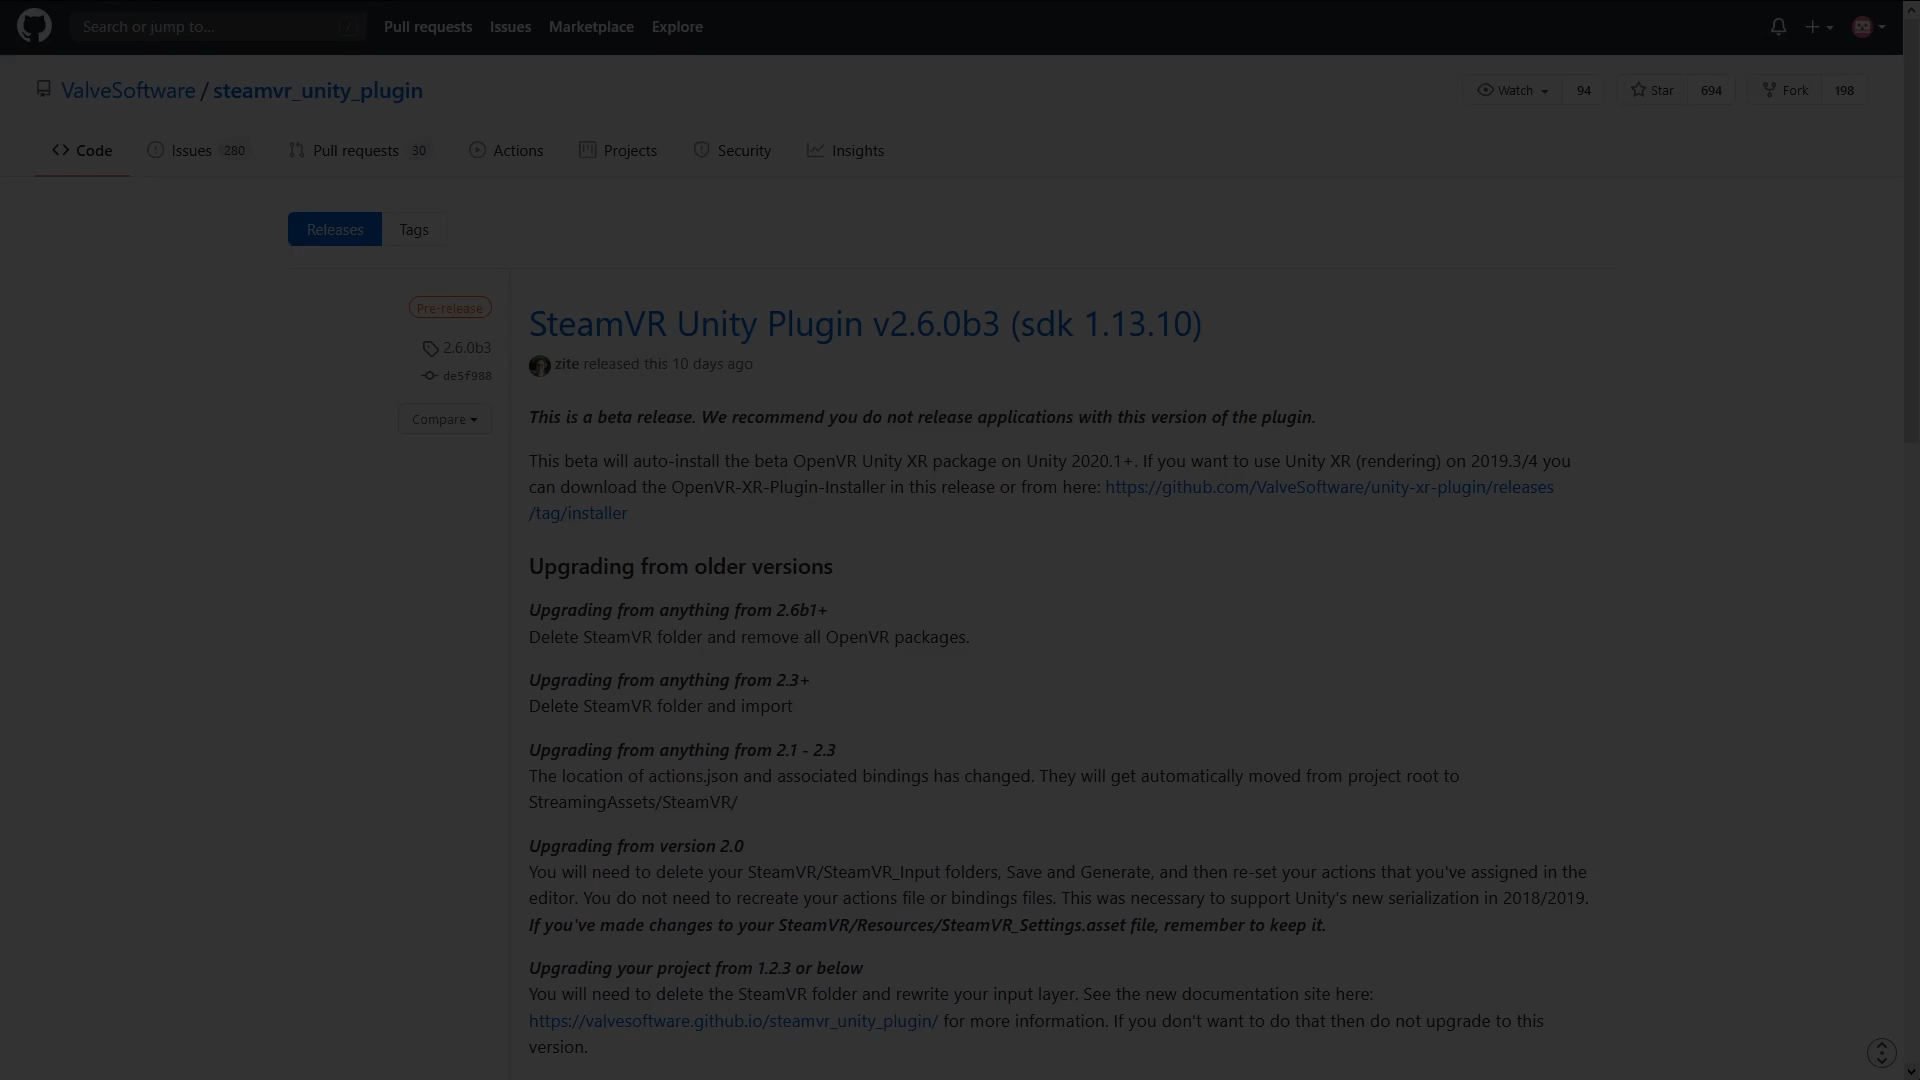 Search or jump to...
/
Pull requests
Issues
Marketplace
Explore
ValveSoftware / steamvr_unity_plugin
Watch
94
Star
694
Fork
198
Code
Issues 280
Pull requests 30
Actions
Projects
Security
Insights
Releases
Tags
Pre-release
2.6.0b3
de5f988
Compare
SteamVR Unity Plugin v2.6.0b3 (sdk 1.13.10)
zite released this 10 days ago
This is a beta release. We recommend you do not release applications with this version of the plugin.
This beta will auto-install the beta OpenVR Unity XR package on Unity 2020.1+. If you want to use Unity XR (rendering) on 2019.3/4 you
can download the OpenVR-XR-Plugin-Installer in this release or from here: https://github.com/ValveSoftware/unity-xr-plugin/releases
/tag/installer
Upgrading from older versions
Upgrading from anything from 2.6b1+
Delete SteamVR folder and remove all OpenVR packages.
Upgrading from anything from 2.3+
Delete SteamVR folder and import
Upgrading from anything from 2.1 - 2.3
The location of actions.json and associated bindings has changed. They will get automatically moved from project root to
StreamingAssets/SteamVR/
Upgrading from version 2.0
You will need to delete your SteamVR/SteamVR_Input folders, Save and Generate, and then re-set your actions that you've assigned in the
editor. You do not need to recreate your actions file or bindings files. This was necessary to support Unity's new serialization in 2018/2019.
If you've made changes to your SteamVR/Resources/SteamVR_Settings.asset file, remember to keep it.
Upgrading your project from 1.2.3 or below
You will need to delete the SteamVR folder and rewrite your input layer. See the new documentation site here:
https://valvesoftware.github.io/steamvr_unity_plugin/ for more information. If you don't want to do that then do not upgrade to this
version.